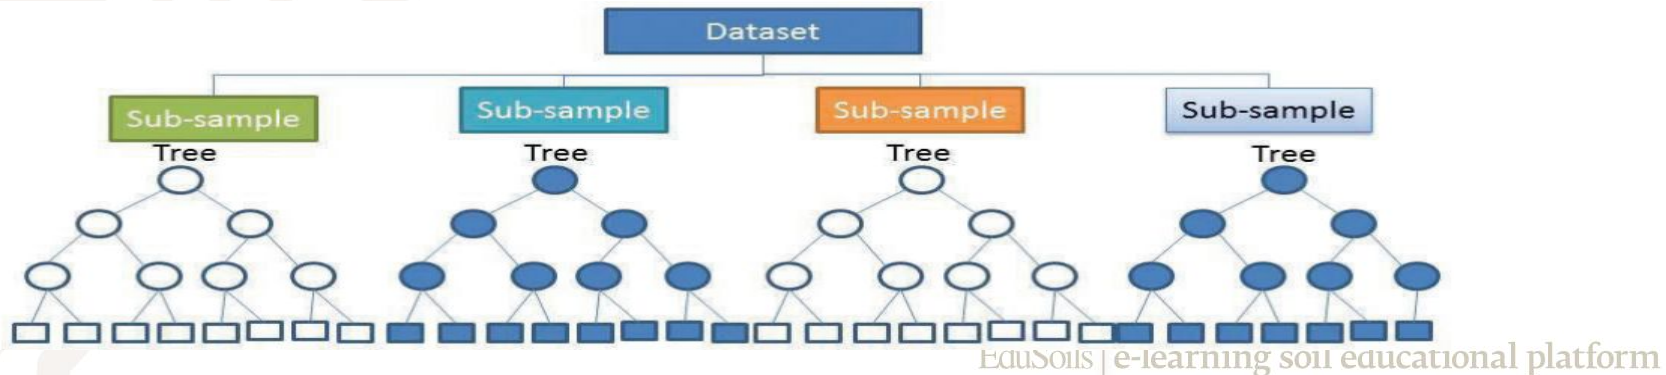 Dataset
Sub-sample Sub-sample Sub-sample Sub-sample
Tree Tree Tree Tree
EduSoils | e-learning soil educational platform